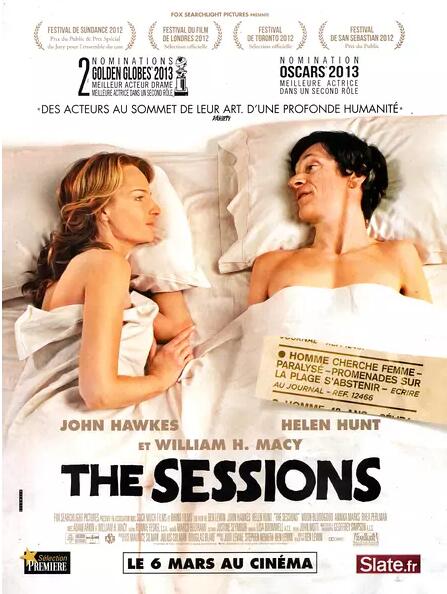 FOX SEARCHLIGHT PICTURES PRÉSENTE
FESTIVAL DE SUNDANCE 2012
Prix du Public & Prix Spécial
du Jury pour l'ensemble du cast
FESTIVAL DU FILM
DE LONDRES 2012
Sélection officielle
FESTIVAL DE
TORONTO 2012
Sélection officielle
FESTIVAL
DE SAN SEBASTIAN 2012
Prix du Public
2 NOMINATIONS
GOLDEN GLOBES 2013
MEILLEUR ACTEUR DRAME
MEILLEURE ACTRICE DANS UN SECOND RÔLE
NOMINATION
OSCARS 2013
MEILLEURE ACTRICE
DANS UN SECOND RÔLE
"DES ACTEURS AU SOMMET DE LEUR ART. D'UNE PROFONDE HUMANITÉ"
VARIETY
HOMME CHERCHE FEMME -
PARALYSÉ - PROMENADES SUR
LA PLAGE S'ABSTENIR - ECRIRE
AU JOURNAL - REF. 12466
JOHN HAWKES HELEN HUNT
ET WILLIAM H. MACY
THE SESSIONS
FOX SEARCHLIGHT PICTURES
Sélection
PREMIERE
LE 6 MARS AU CINÉMA
Slate.fr